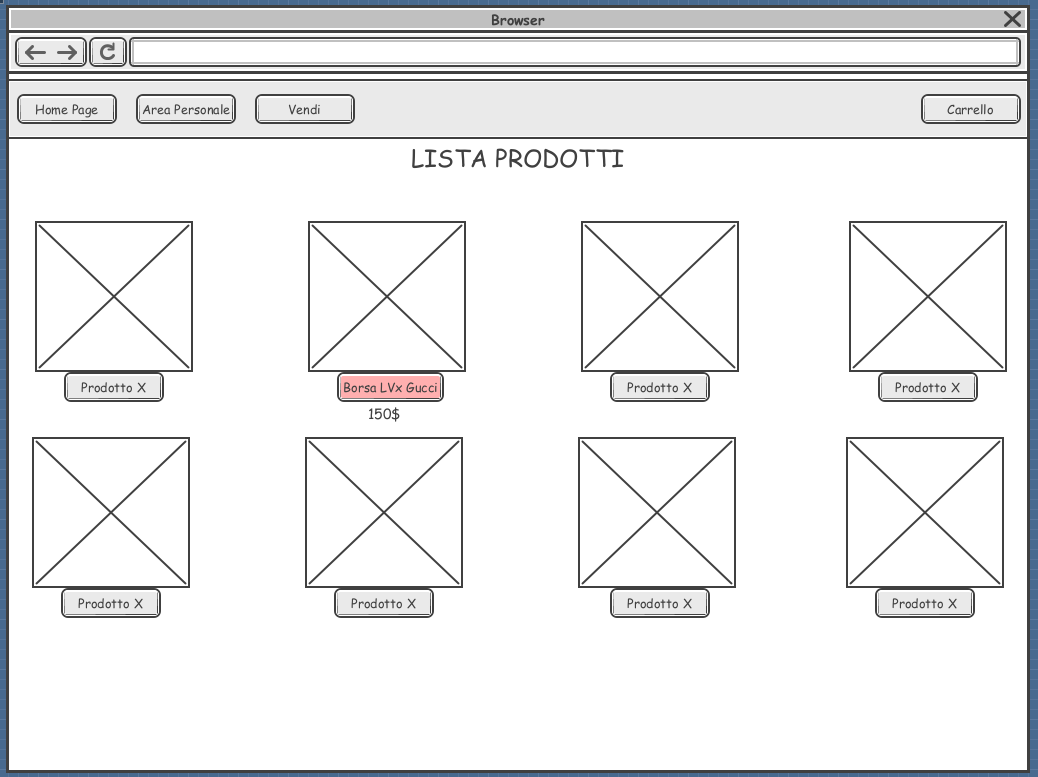 Browser
Home Page
Area Personale
Vendi
Carrello
LISTA PRODOTTI
Prodotto X
Borsa LVx Gucci
Prodotto X
Prodotto X
150$
Prodotto X
Prodotto X
Prodotto X
Prodotto X